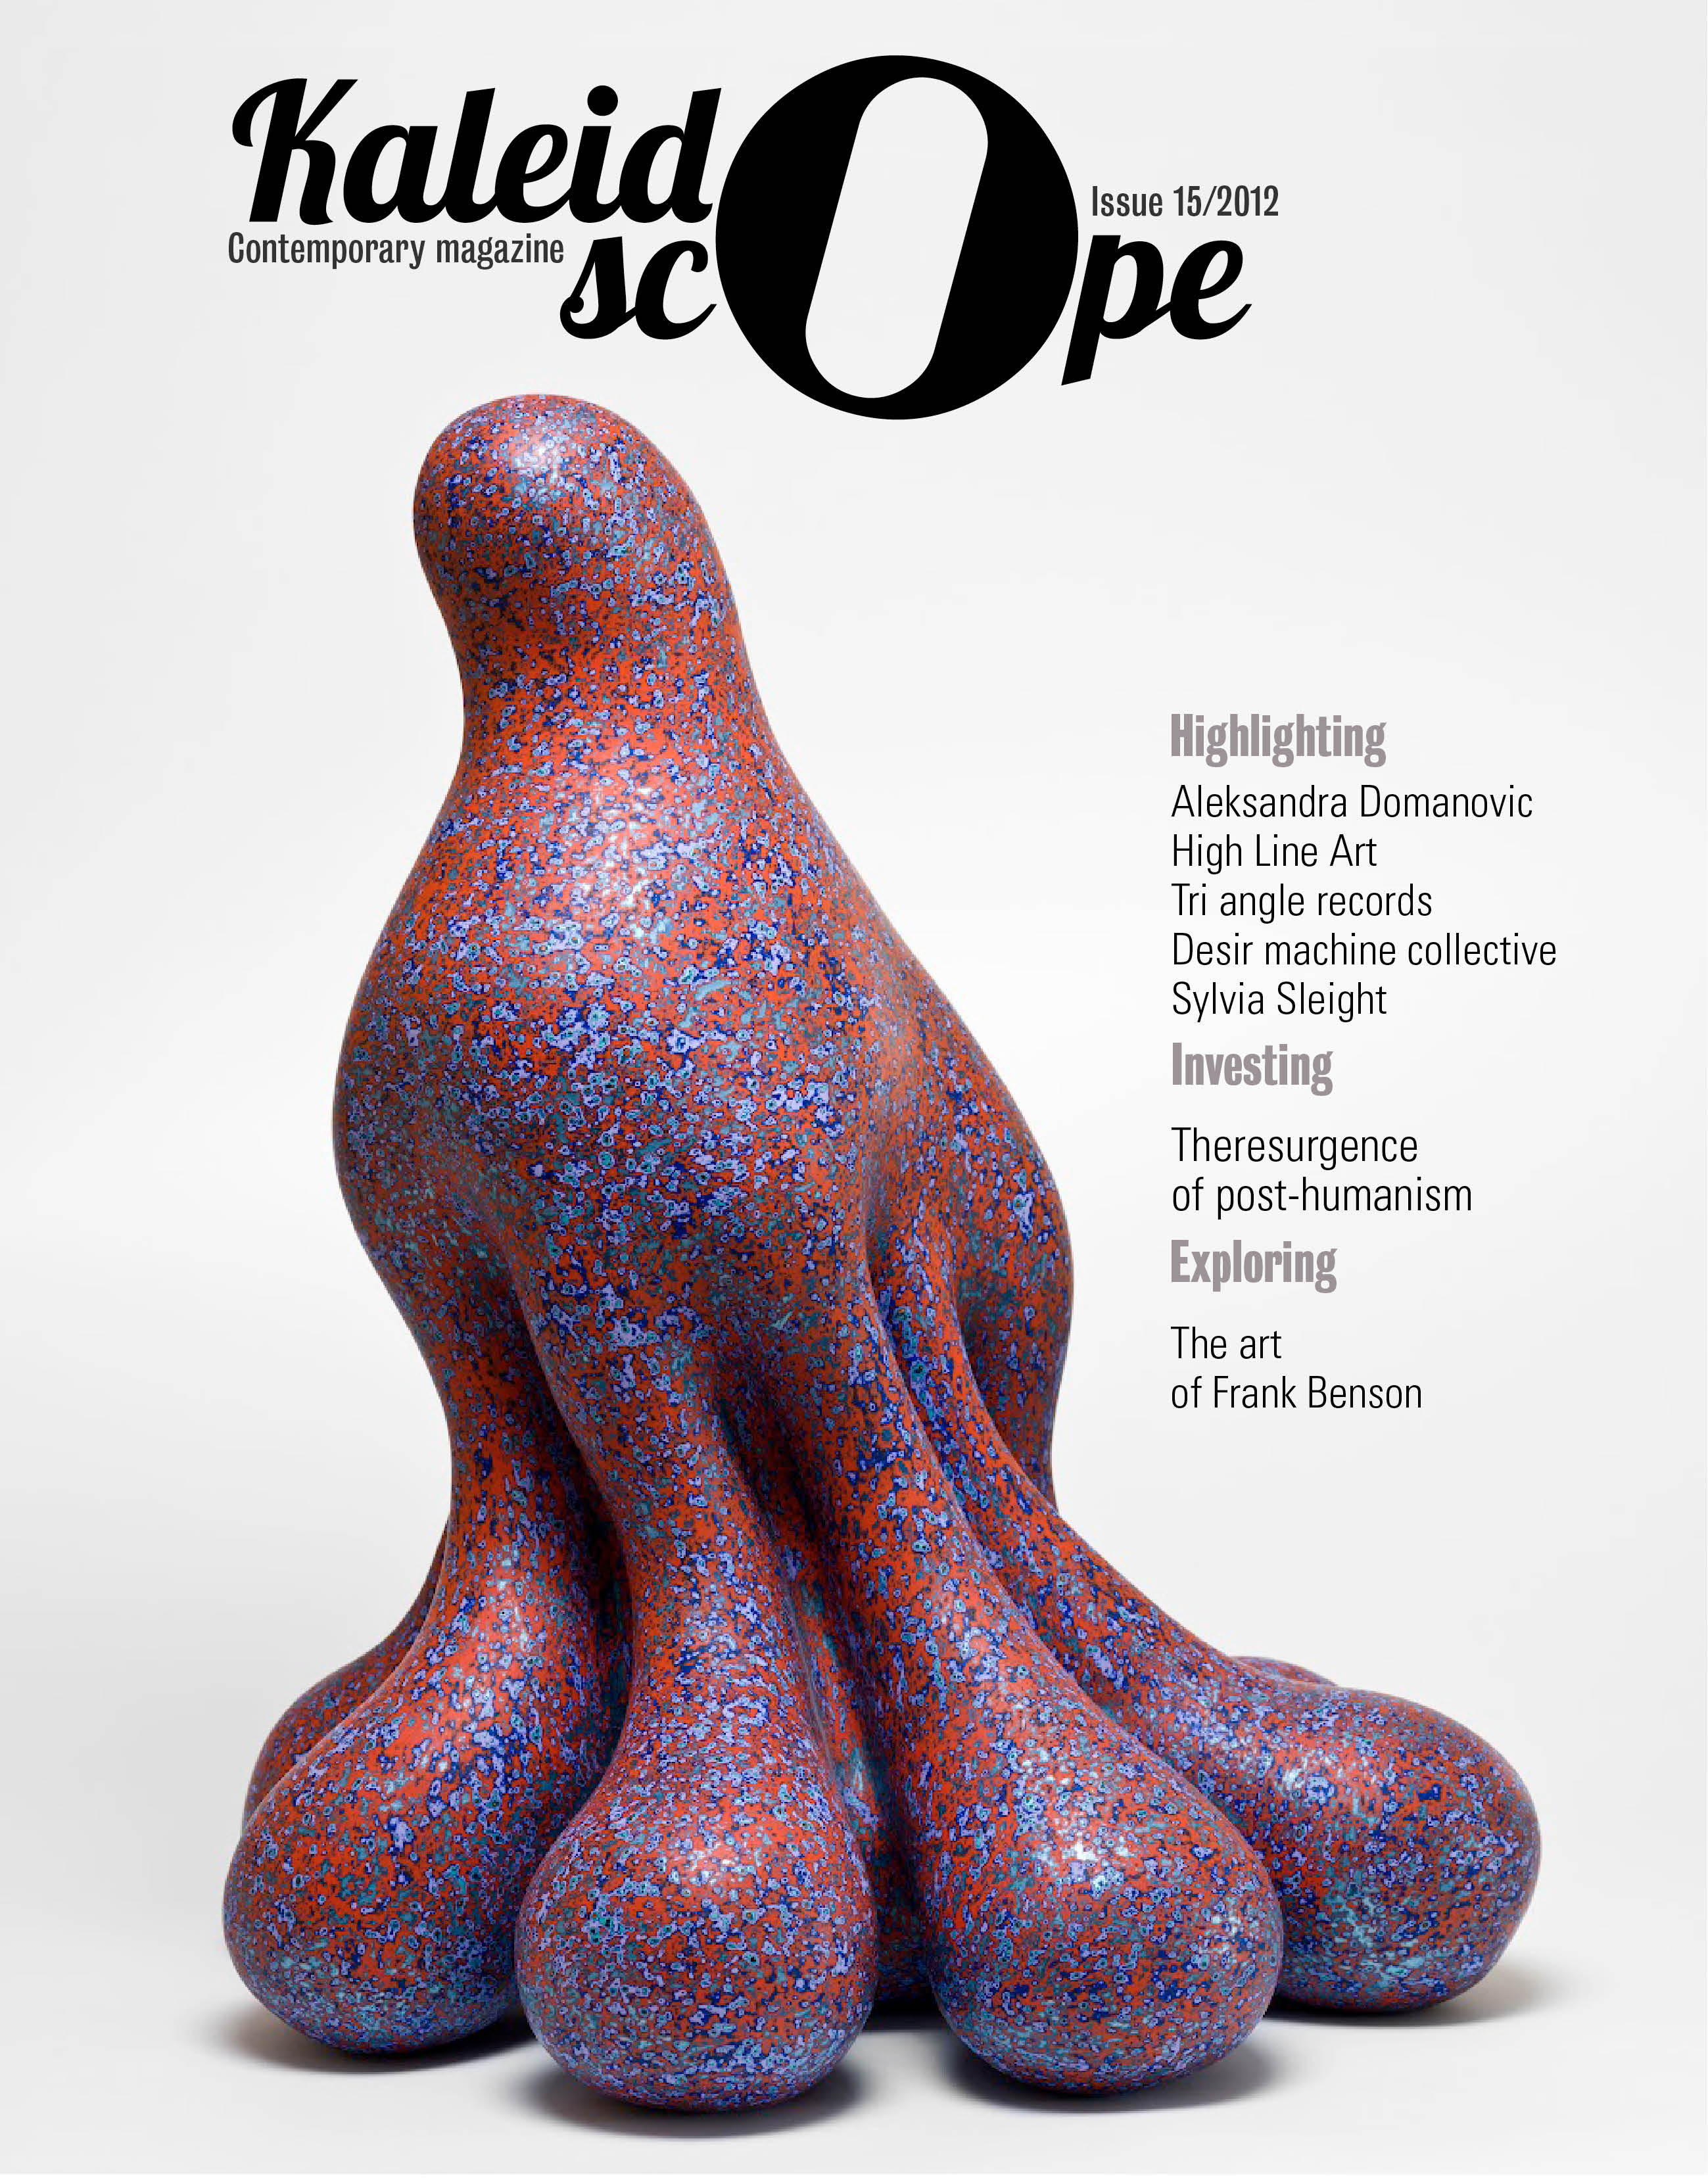 Kaleid
scOpe
Contemporary magazine
Issue 15/2012
Highlighting
Aleksandra Domanovic
High Line Art
Tri angle records
Desir machine collective
Sylvia Sleight
Investing
Theresurgence
of post-humanism
Exploring
The art
of Frank Benson